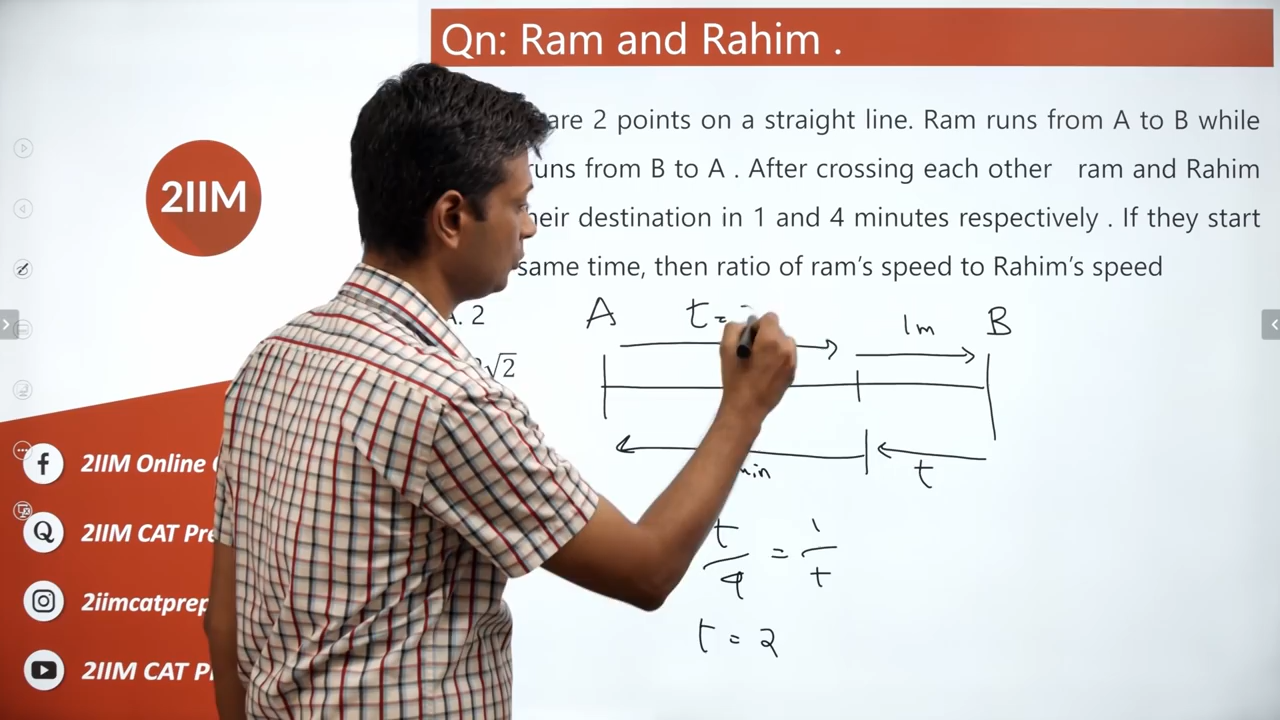 Qn: Ram and Rahim .
are 2 points on a straight line. Ram runs from A to B while
runs from B to A . After crossing each other ram and Rahim
heir destination in 1 and 4 minutes respectively . If they start
same time, then ratio of ram's speed to Rahim's speed
2IIM
A. 2
√2
A t= 1m B
t
t/4 = 1/t
t = 2
2IIM Online
Q 2IIM CAT Pre
2iimcatprep
2IIM CAT P